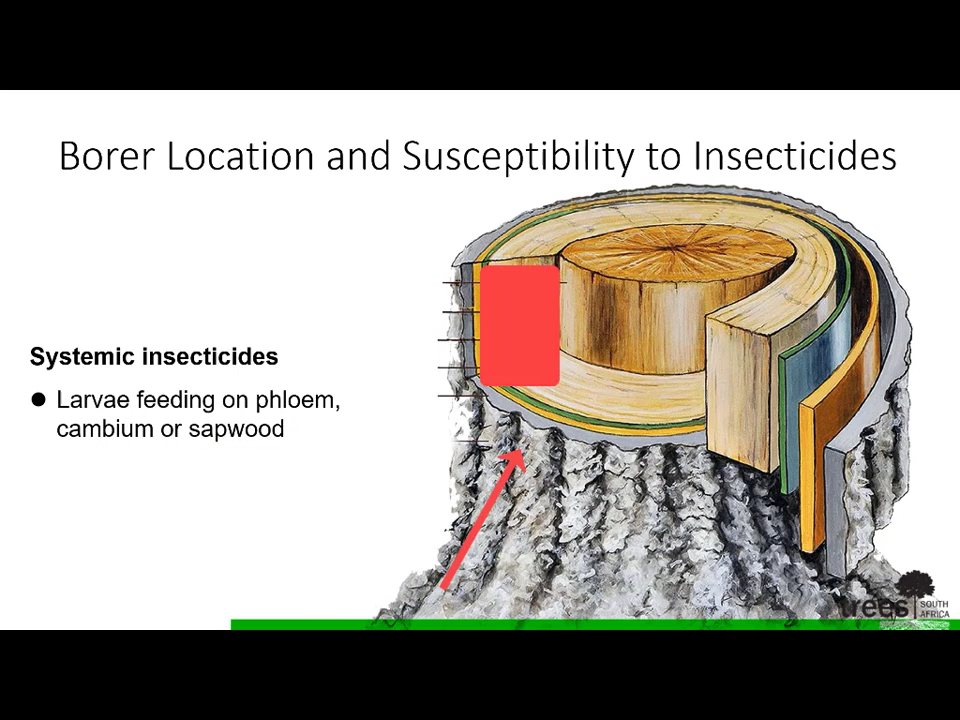 Borer Location and Susceptibility to Insecticides
Systemic insecticides
● Larvae feeding on phloem,
cambium or sapwood
trees SOUTH
AFRICA